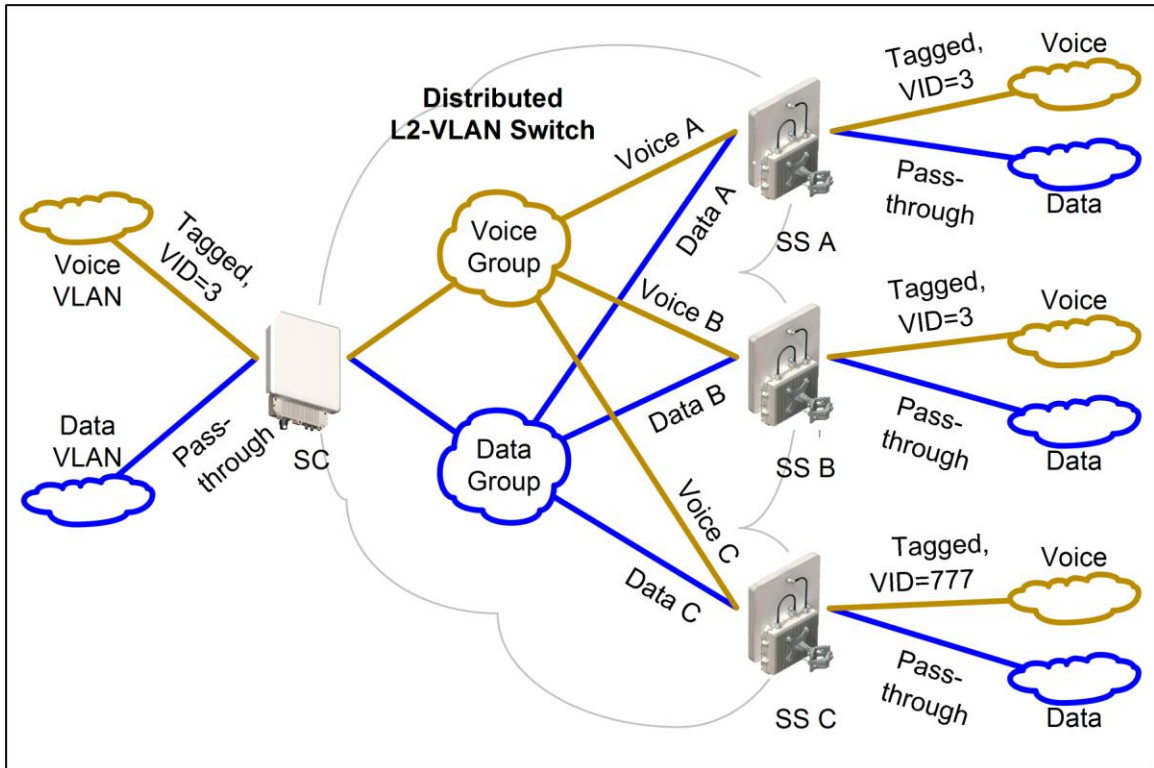 Distributed
L2-VLAN Switch
Tagged,
VID=3
Voice
VLAN
Data
VLAN
Pass-
through
SC
Voice
Group
Data
Group
Voice A
Data A
Voice B
Data B
Voice C
Data C
SS A
Tagged,
VID=3
Voice
Pass-
through
Data
SS B
Tagged,
VID=3
Voice
Pass-
through
Data
SS C
Tagged,
VID=777
Voice
Pass-
through
Data